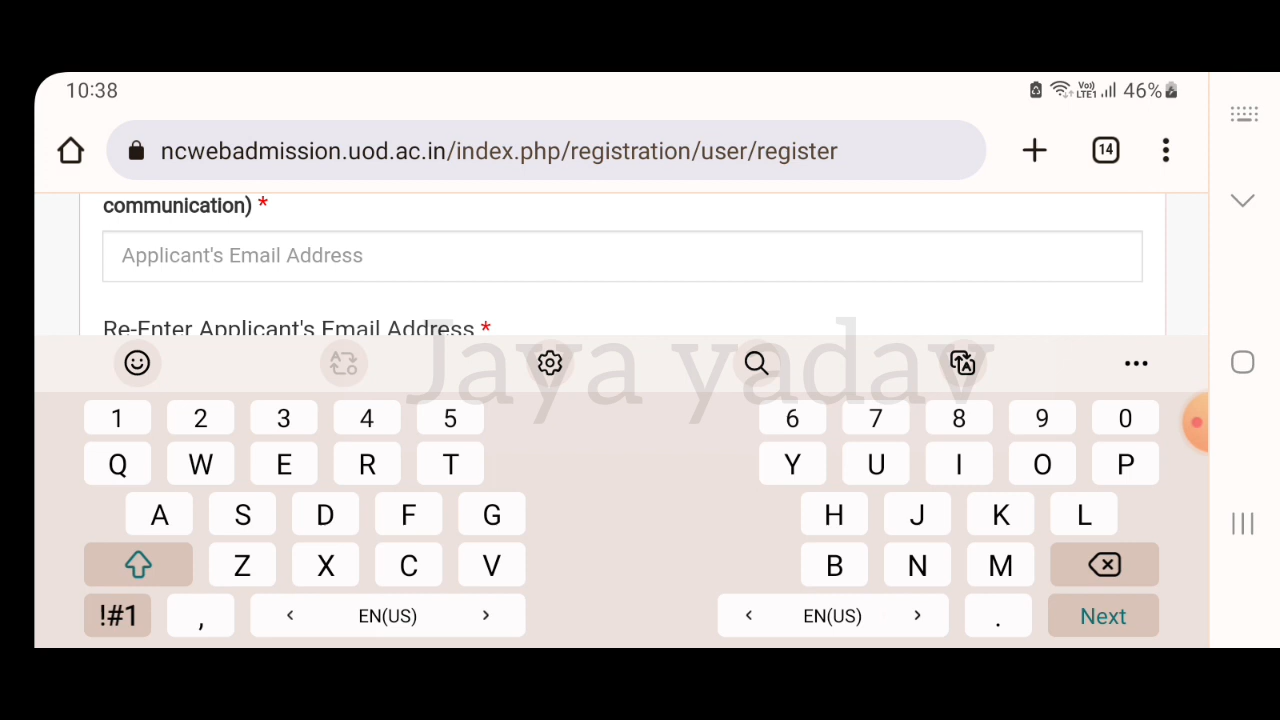 10:38
Vo)) LTE1 46%
ncwebadmission.uod.ac.in/index.php/registration/user/register
14
communication) *
Applicant's Email Address
Re-Enter Applicant's Email Address *
Jaya yadav
1 2 3 4 5 6 7 8 9 0
Q W E R T Y U I O P
A S D F G H J K L
Z X C V B N M
!#1 , < EN(US) > < EN(US) > . Next